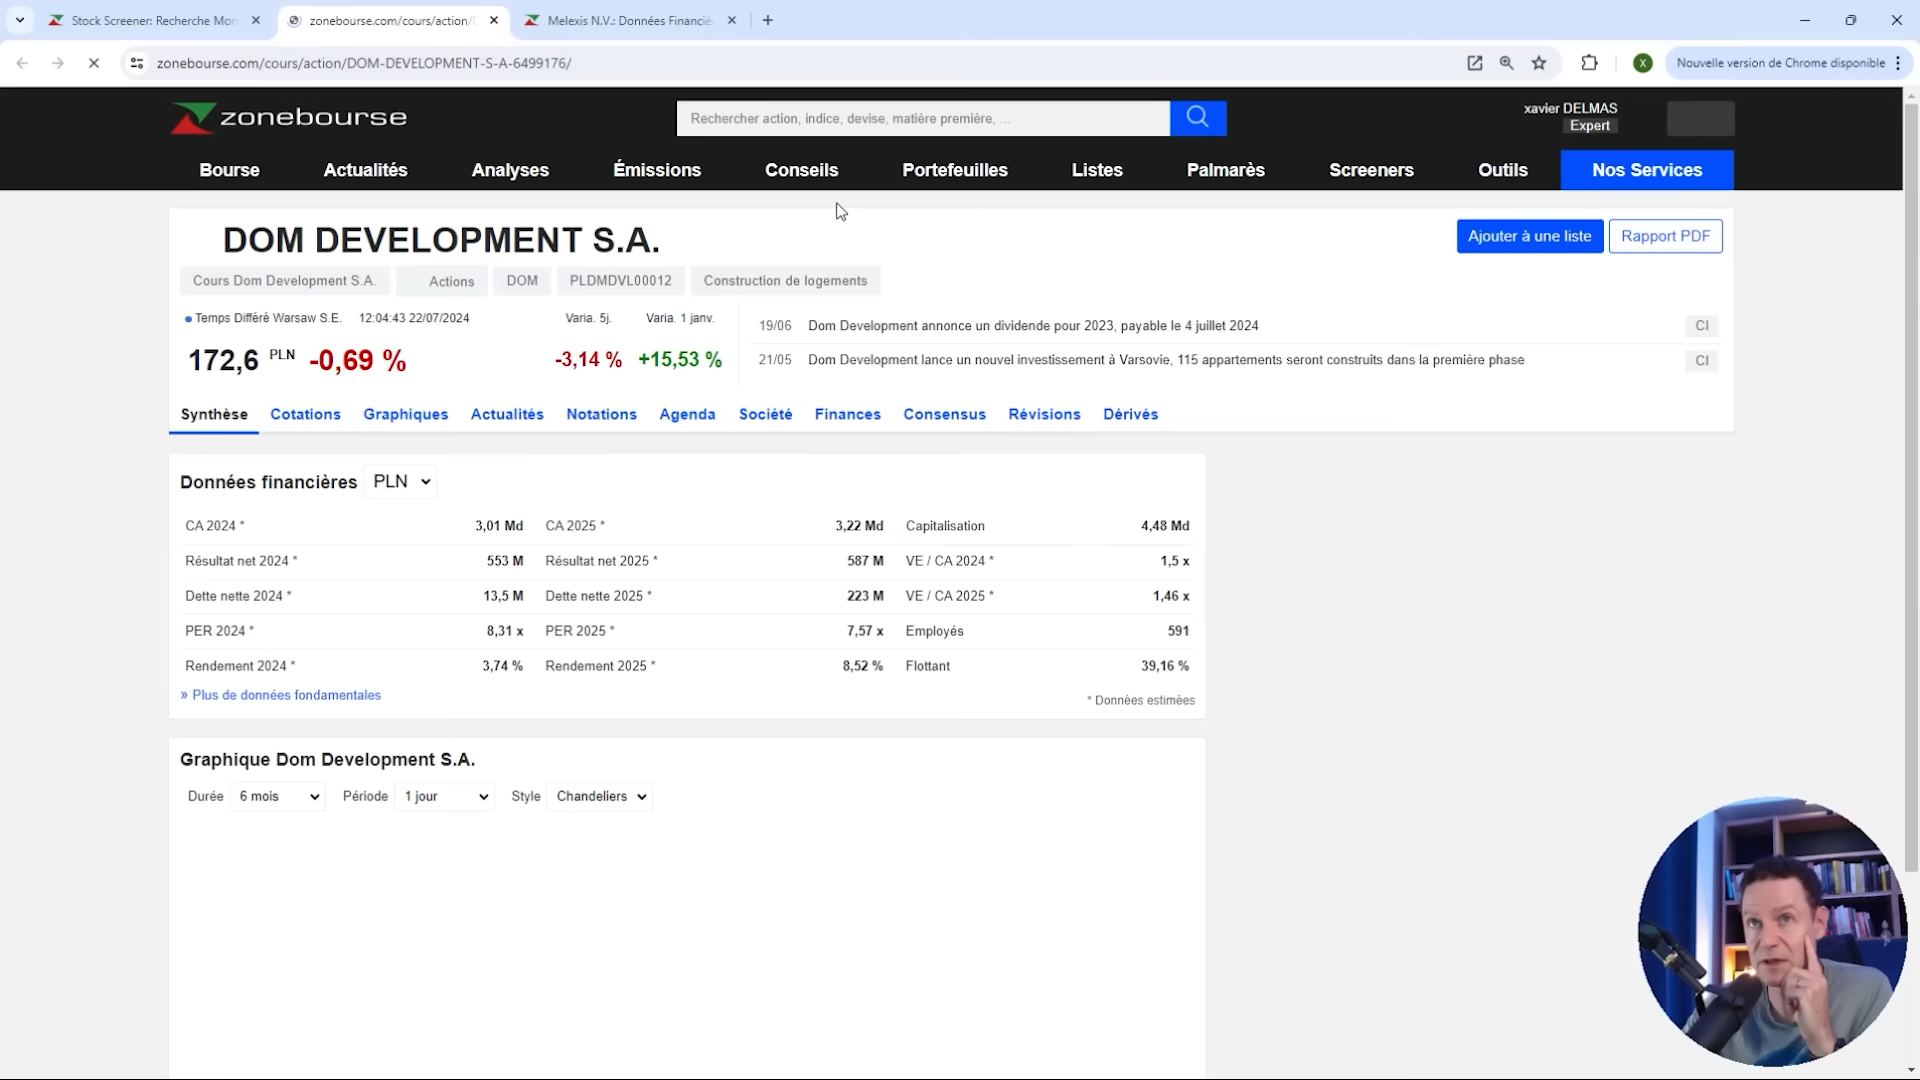 Stock Screener: Recherche Mon
zonebourse.com/cours/action/D
Melexis N.V.: Données Financiè
zonebourse.com/cours/action/DOM-DEVELOPMENT-S-A-6499176/
X
Nouvelle version de Chrome disponible
zonebourse
Rechercher action, indice, devise, matière première, ...
xavier DELMAS
Expert
Bourse Actualités Analyses Émissions Conseils Portefeuilles Listes Palmarès Screeners Outils Nos Services
DOM DEVELOPMENT S.A.
Ajouter à une liste Rapport PDF
Cours Dom Development S.A. Actions DOM PLDMDVL00012 Construction de logements
Temps Différé Warsaw S.E. 12:04:43 22/07/2024 Varia. 5j. Varia. 1 janv.
172,6 PLN -0,69 % -3,14 % +15,53 %
19/06 Dom Development annonce un dividende pour 2023, payable le 4 juillet 2024 CI
21/05 Dom Development lance un nouvel investissement à Varsovie, 115 appartements seront construits dans la première phase CI
Synthèse Cotations Graphiques Actualités Notations Agenda Société Finances Consensus Révisions Dérivés
Données financières PLN
CA 2024 * 3,01 Md CA 2025 * 3,22 Md Capitalisation 4,48 Md
Résultat net 2024 * 553 M Résultat net 2025 * 587 M VE / CA 2024 * 1,5 x
Dette nette 2024 * 13,5 M Dette nette 2025 * 223 M VE / CA 2025 * 1,46 x
PER 2024 * 8,31 x PER 2025 * 7,57 x Employés 591
Rendement 2024 * 3,74 % Rendement 2025 * 8,52 % Flottant 39,16 %
» Plus de données fondamentales
* Données estimées
Graphique Dom Development S.A.
Durée 6 mois Période 1 jour Style Chandeliers